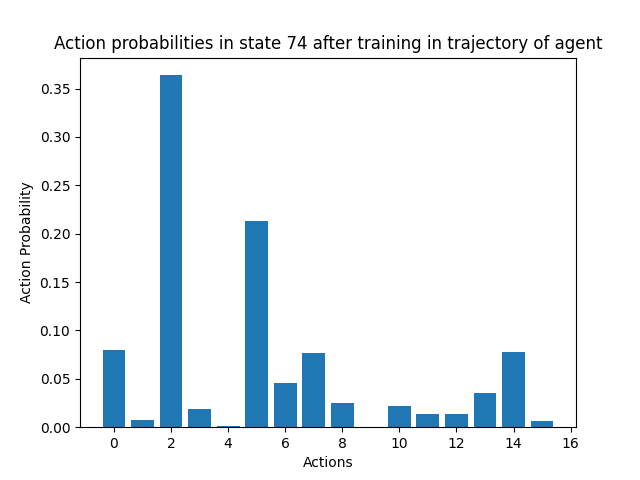 Action probabilities in state 74 after training in trajectory of agent
0.35
0.30
0.25
0.20
0.15
0.10
0.05
0.00
Action Probability
0 2 4 6 8 10 12 14 16
Actions